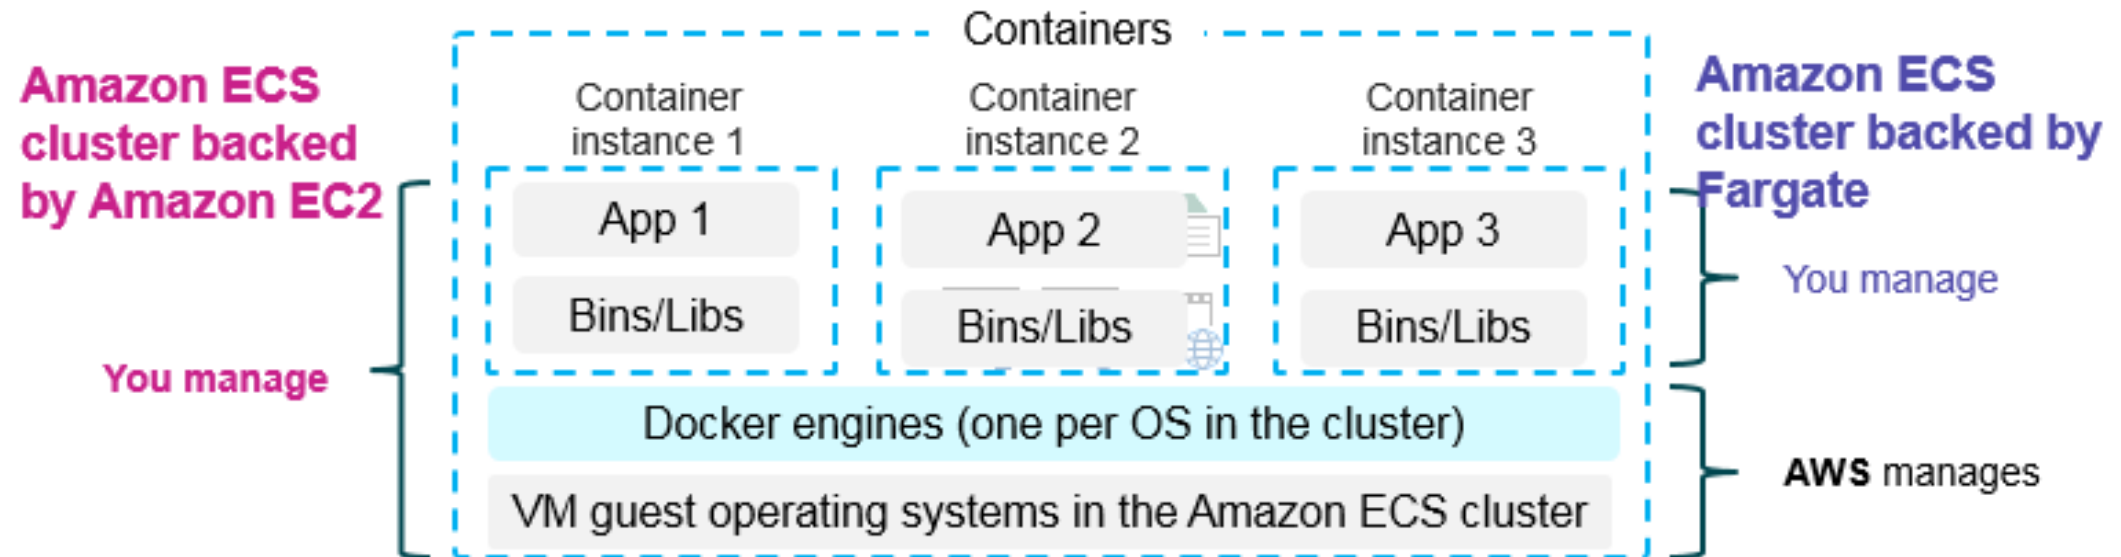 Containers
Amazon ECS
cluster backed
by Amazon EC2
You manage
Container
instance 1
App 1
Bins/Libs
Container
instance 2
App 2
Bins/Libs
Container
instance 3
App 3
Bins/Libs
Docker engines (one per OS in the cluster)
VM guest operating systems in the Amazon ECS cluster
Amazon ECS
cluster backed by
Fargate
You manage
AWS manages